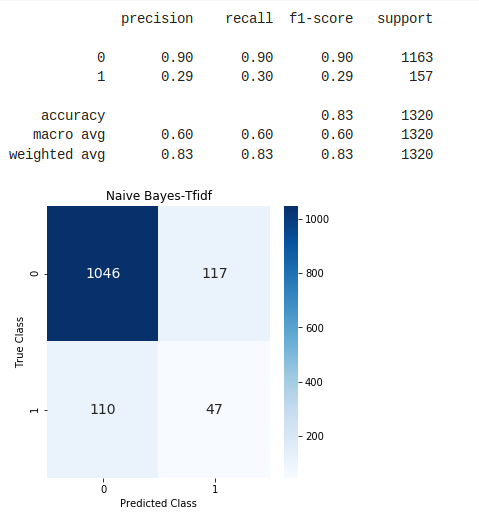 precision recall f1-score support
0 0.90 0.90 0.90 1163
1 0.29 0.30 0.29 157
accuracy 0.83 1320
macro avg 0.60 0.60 0.60 1320
weighted avg 0.83 0.83 0.83 1320
Naive Bayes-Tfidf
1046 117
110 47
0
1
True Class
0 1
Predicted Class
1000
800
600
400
200